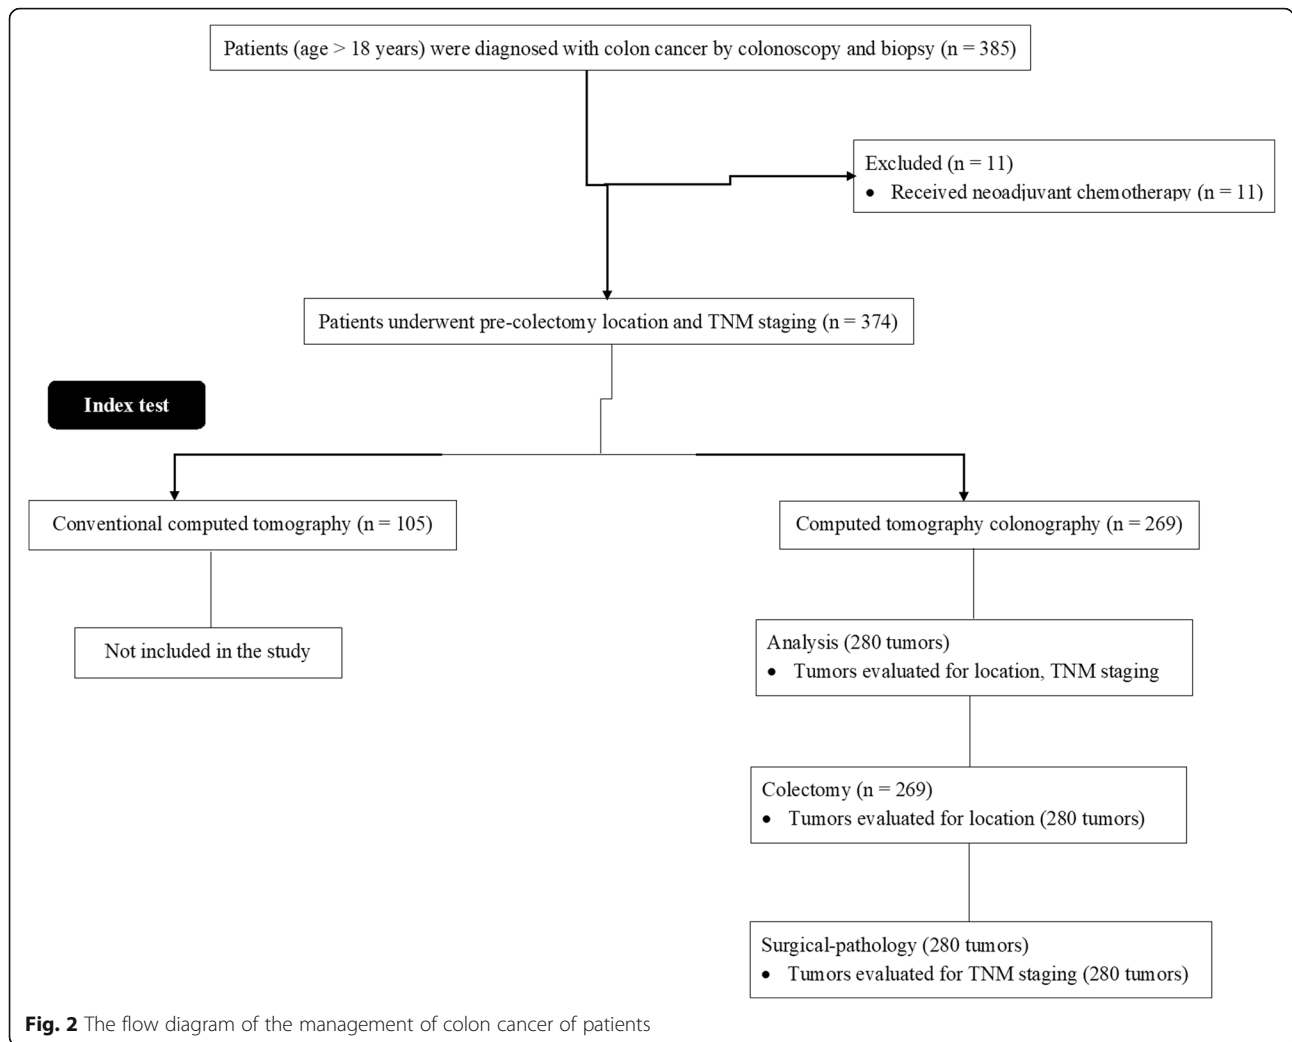 Patients (age > 18 years) were diagnosed with colon cancer by colonoscopy and biopsy (n = 385)
Excluded (n = 11)
• Received neoadjuvant chemotherapy (n = 11)
Patients underwent pre-colectomy location and TNM staging (n = 374)
Index test
Conventional computed tomography (n = 105)
Not included in the study
Computed tomography colonography (n = 269)
Analysis (280 tumors)
• Tumors evaluated for location, TNM staging
Colectomy (n = 269)
• Tumors evaluated for location (280 tumors)
Surgical-pathology (280 tumors)
• Tumors evaluated for TNM staging (280 tumors)
Fig. 2 The flow diagram of the management of colon cancer of patients